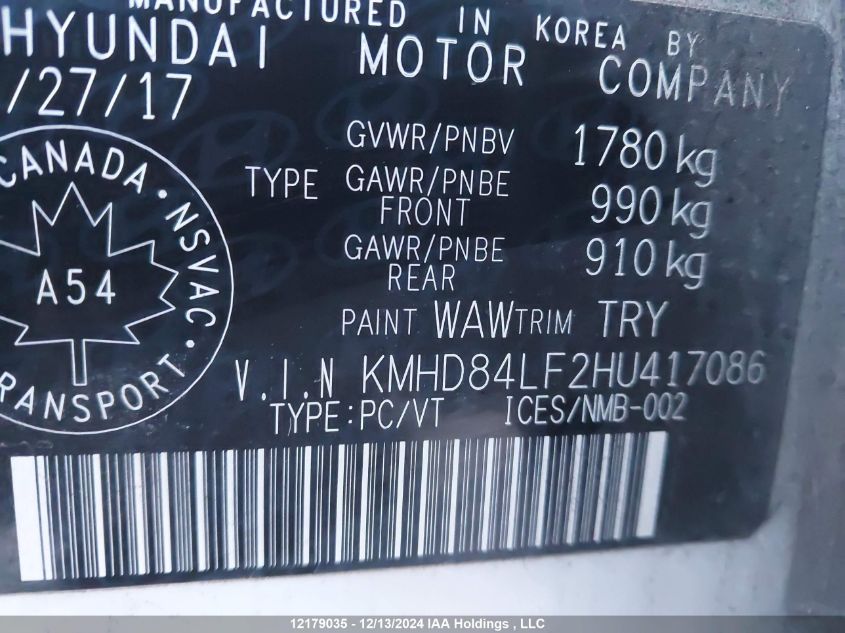 MANUFACTURED IN KOREA BY
HYUNDAI MOTOR COMPANY
/27/17
GVWR/PNBV 1780 kg
TYPE GAWR/PNBE FRONT 990 kg
GAWR/PNBE REAR 910 kg
PAINT WAW TRIM TRY
V.I.N KMHD84LF2HU417086
TYPE:PC/VT ICES/NMB-002
CANADA · NSVAC · TRANSPORT
A54
12179035 - 12/13/2024 IAA Holdings , LLC